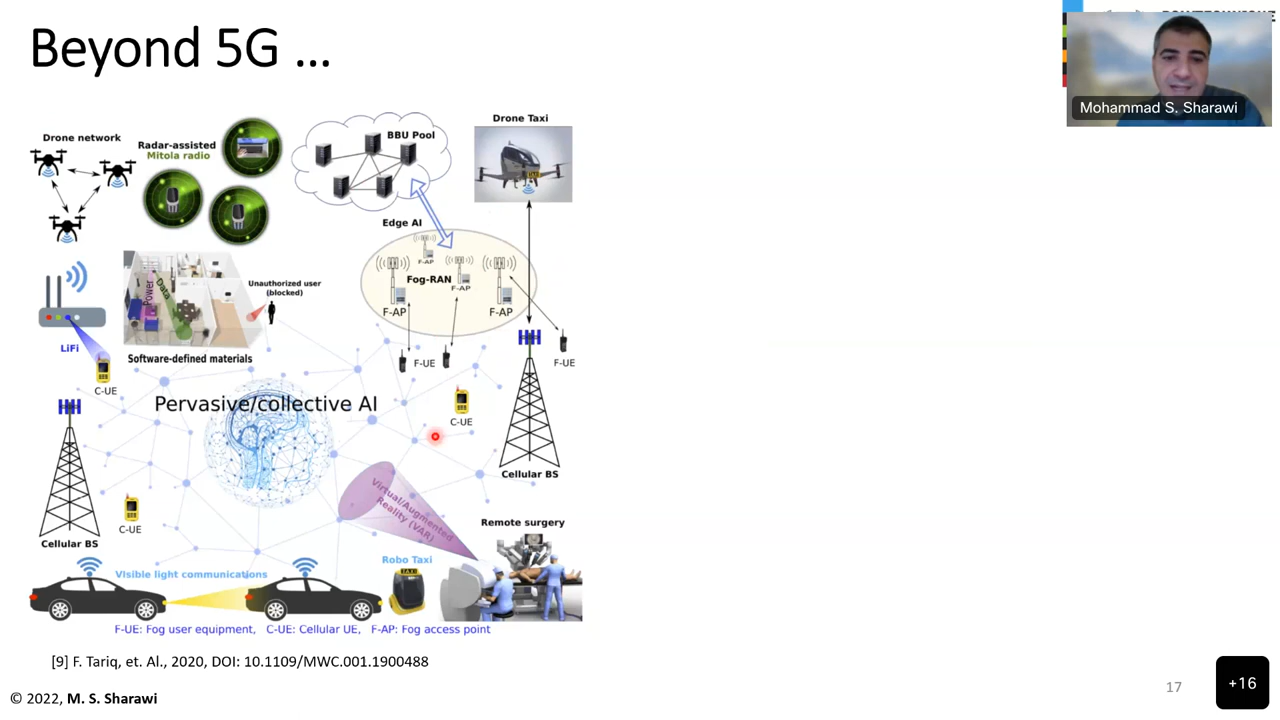 Beyond 5G ...
Mohammad S. Sharawi
Drone network
Radar-assisted
Mitola radio
BBU Pool
Drone Taxi
TAXI
Edge AI
F-AP
Fog-RAN
F-AP
F-AP
F-AP
Power
Data
Unauthorized user
(blocked)
LiFi
Software-defined materials
F-UE
F-UE
C-UE
Pervasive/collective AI
C-UE
Cellular BS
Virtual/Augmented
Reality (VAR)
C-UE
Remote surgery
Cellular BS
Visible light communications
Robo Taxi
TAXI
F-UE: Fog user equipment, C-UE: Cellular UE, F-AP: Fog access point
[9] F. Tariq, et. Al., 2020, DOI: 10.1109/MWC.001.1900488
© 2022, M. S. Sharawi
17
+16